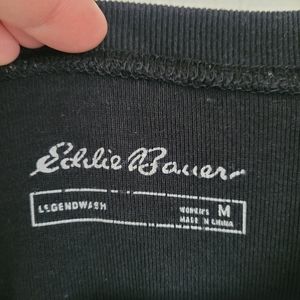 Eddie Bauer
LEGENDWASH
WOMEN'S M
MADE IN CHINA